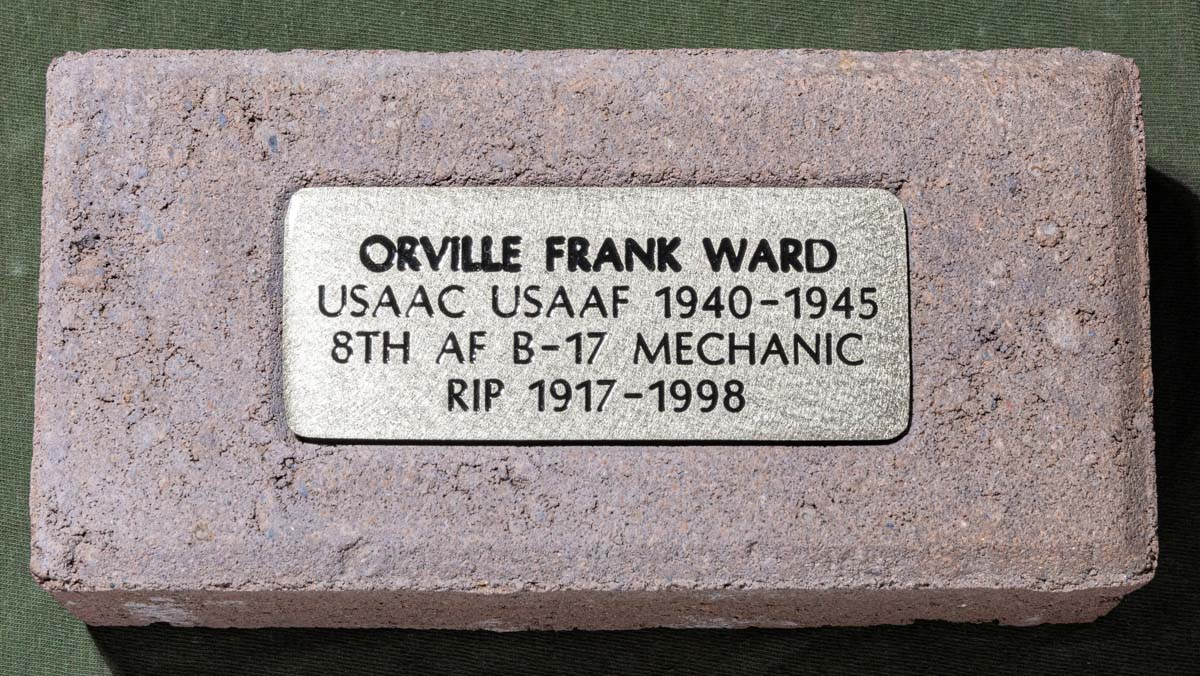 ORVILLE FRANK WARD
USAAC USAAF 1940-1945
8TH AF B-17 MECHANIC
RIP 1917-1998